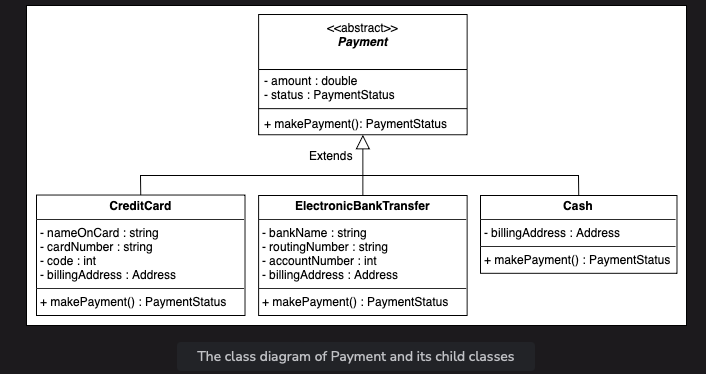 <<abstract>>
Payment
- amount : double
- status : PaymentStatus
+ makePayment(): PaymentStatus
Extends
CreditCard
- nameOnCard : string
- cardNumber : string
- code : int
- billingAddress : Address
+ makePayment() : PaymentStatus
ElectronicBankTransfer
- bankName : string
- routingNumber : string
- accountNumber : int
- billingAddress : Address
+ makePayment() : PaymentStatus
Cash
- billingAddress : Address
+ makePayment() : PaymentStatus
The class diagram of Payment and its child classes